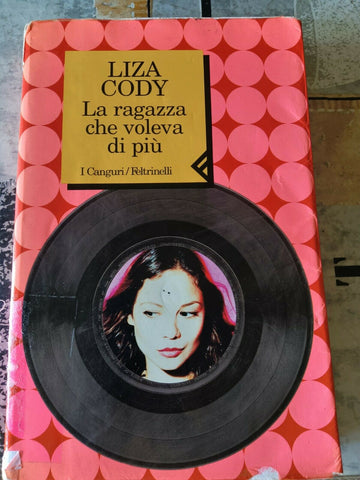 LIZA
CODY
La ragazza
che voleva
di più
I Canguri/Feltrinelli